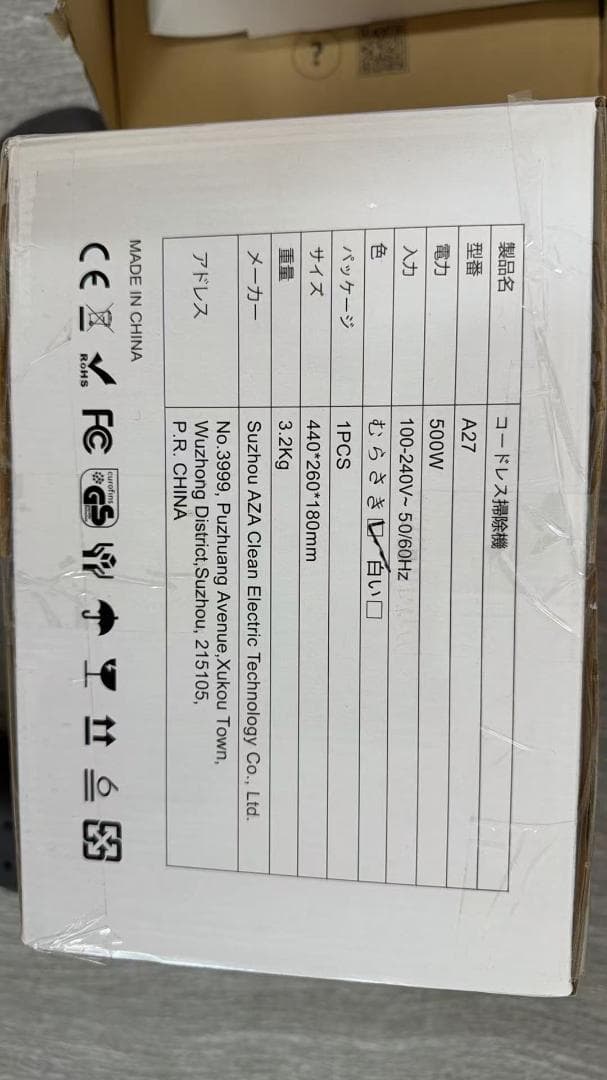 製品名 コードレス掃除機
型番 A27
電力 500W
入力 100-240V~ 50/60Hz
色 むらさき☑ 白い□
パッケージ 1PCS
サイズ 440*260*180mm
重量 3.2Kg
メーカー Suzhou AZA Clean Electric Technology Co., Ltd.
アドレス No.3999, Puzhuang Avenue,Xukou Town,
Wuzhong District,Suzhou, 215105,
P.R. CHINA
MADE IN CHINA
CE RoHS FC eurofins GS 6
?